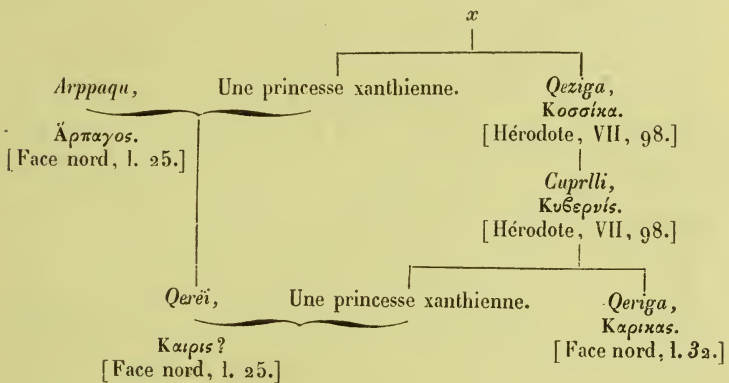 x
Arppaqu, Une princesse xanthienne. Qeziga,
Ἅρπαγος. Κοσσίκα.
[Face nord, l. 25.] [Hérodote, VII, 98.]
Cuprlli,
Κυϐερνίς.
[Hérodote, VII, 98.]
Qereï, Une princesse xanthienne. Qeriga,
Καιρις? Καρικας.
[Face nord, l. 25.] [Face nord, l. 32.]